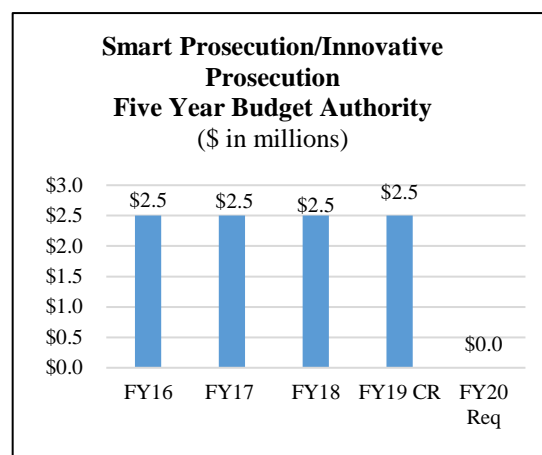 Smart Prosecution/Innovative
Prosecution
Five Year Budget Authority
($ in millions)
$3.0
$2.5
$2.0
$1.5
$1.0
$0.5
$0.0
$2.5
$2.5
$2.5
$2.5
$0.0
FY16
FY17
FY18
FY19 CR
FY20
Req